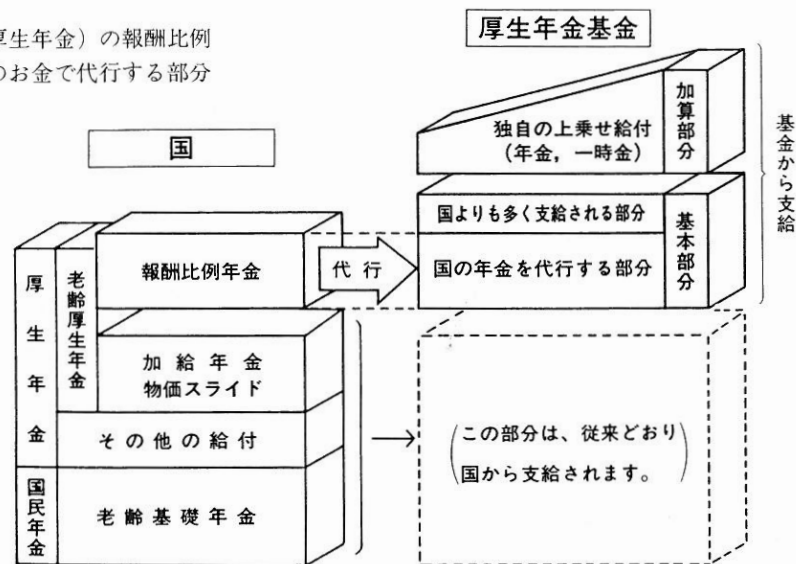 厚生年金）の報酬比例
のお金で代行する部分
国
厚生年金
老齢厚生年金
報酬比例年金
代行
加給年金
物価スライド
その他の給付
国民年金
老齢基礎年金
厚生年金基金
独自の上乗せ給付
(年金，一時金)
加算部分
国よりも多く支給される部分
国の年金を代行する部分
基本部分
基金から支給
(この部分は、従来どおり
国から支給されます。)